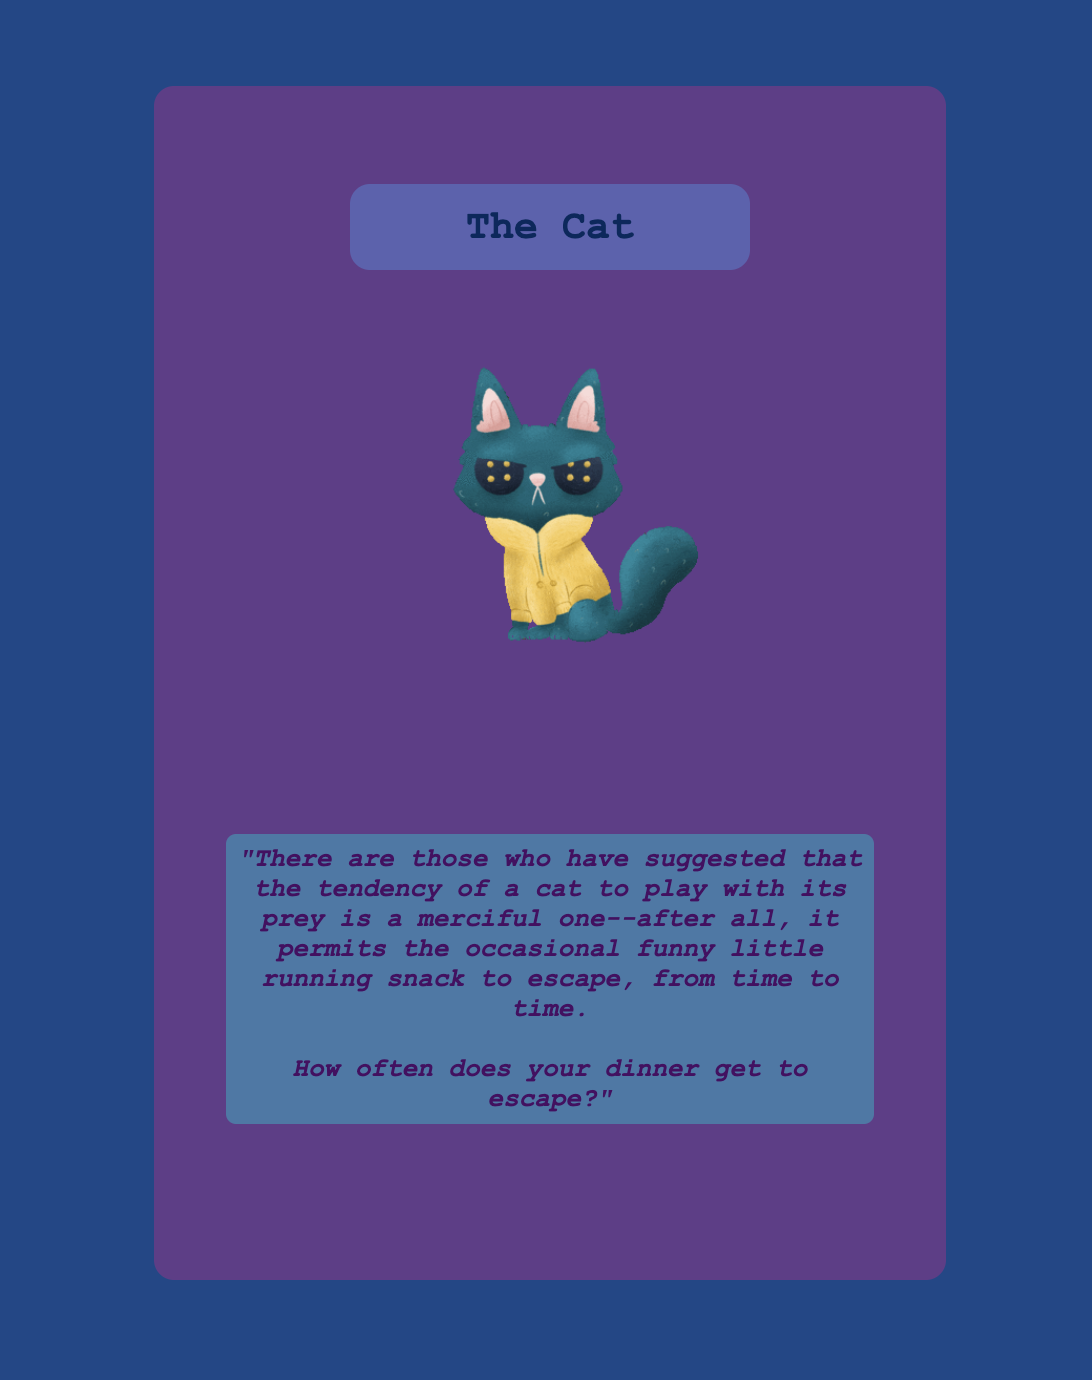 The Cat
"There are those who have suggested that
the tendency of a cat to play with its
prey is a merciful one--after all, it
permits the occasional funny little
running snack to escape, from time to
time.
How often does your dinner get to
escape?"